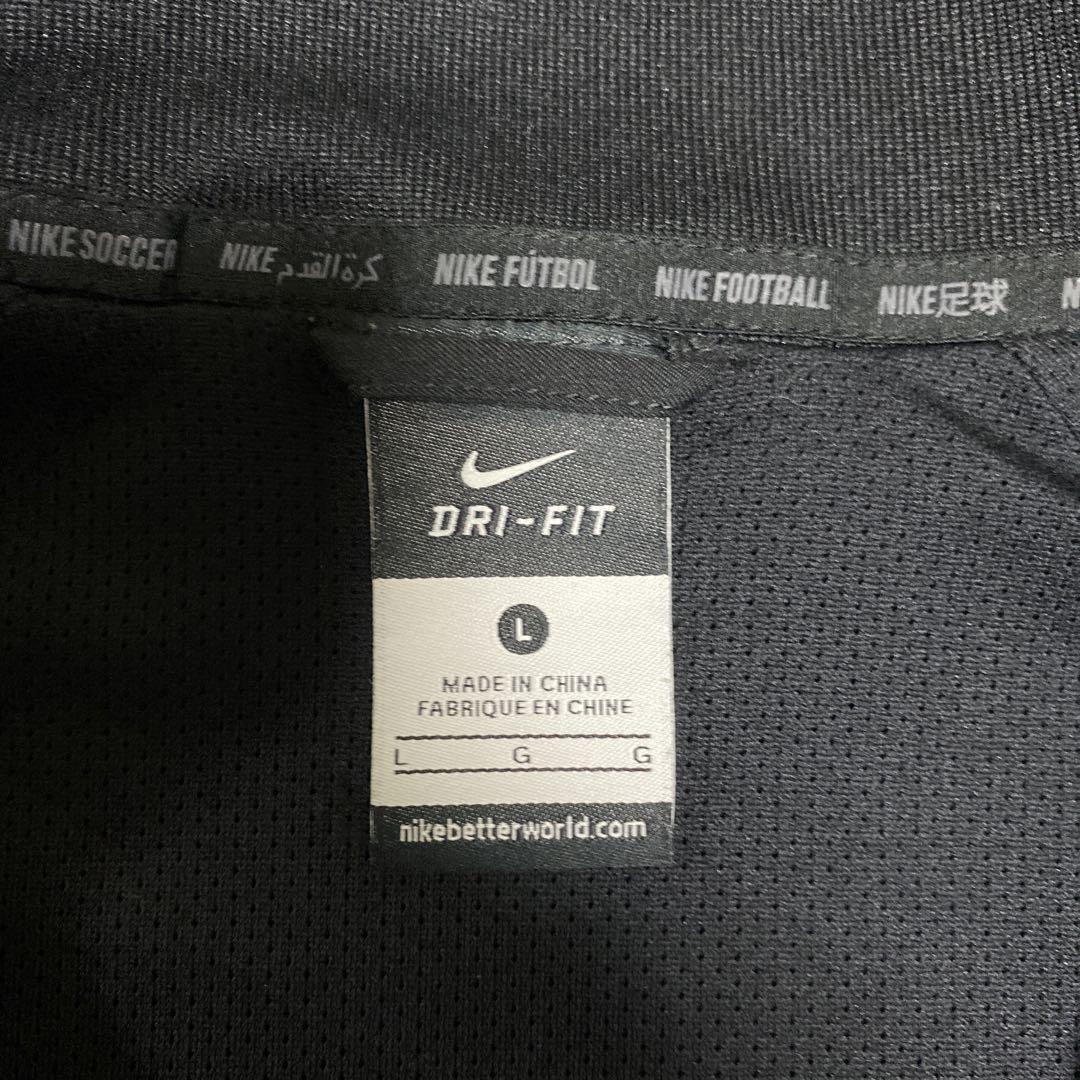 NIKE SOCCER NIKE كرة القدم NIKE FÚTBOL NIKE FOOTBALL NIKE足球
DRI-FIT
L
MADE IN CHINA
FABRIQUE EN CHINE
L G G
nikebetterworld.com